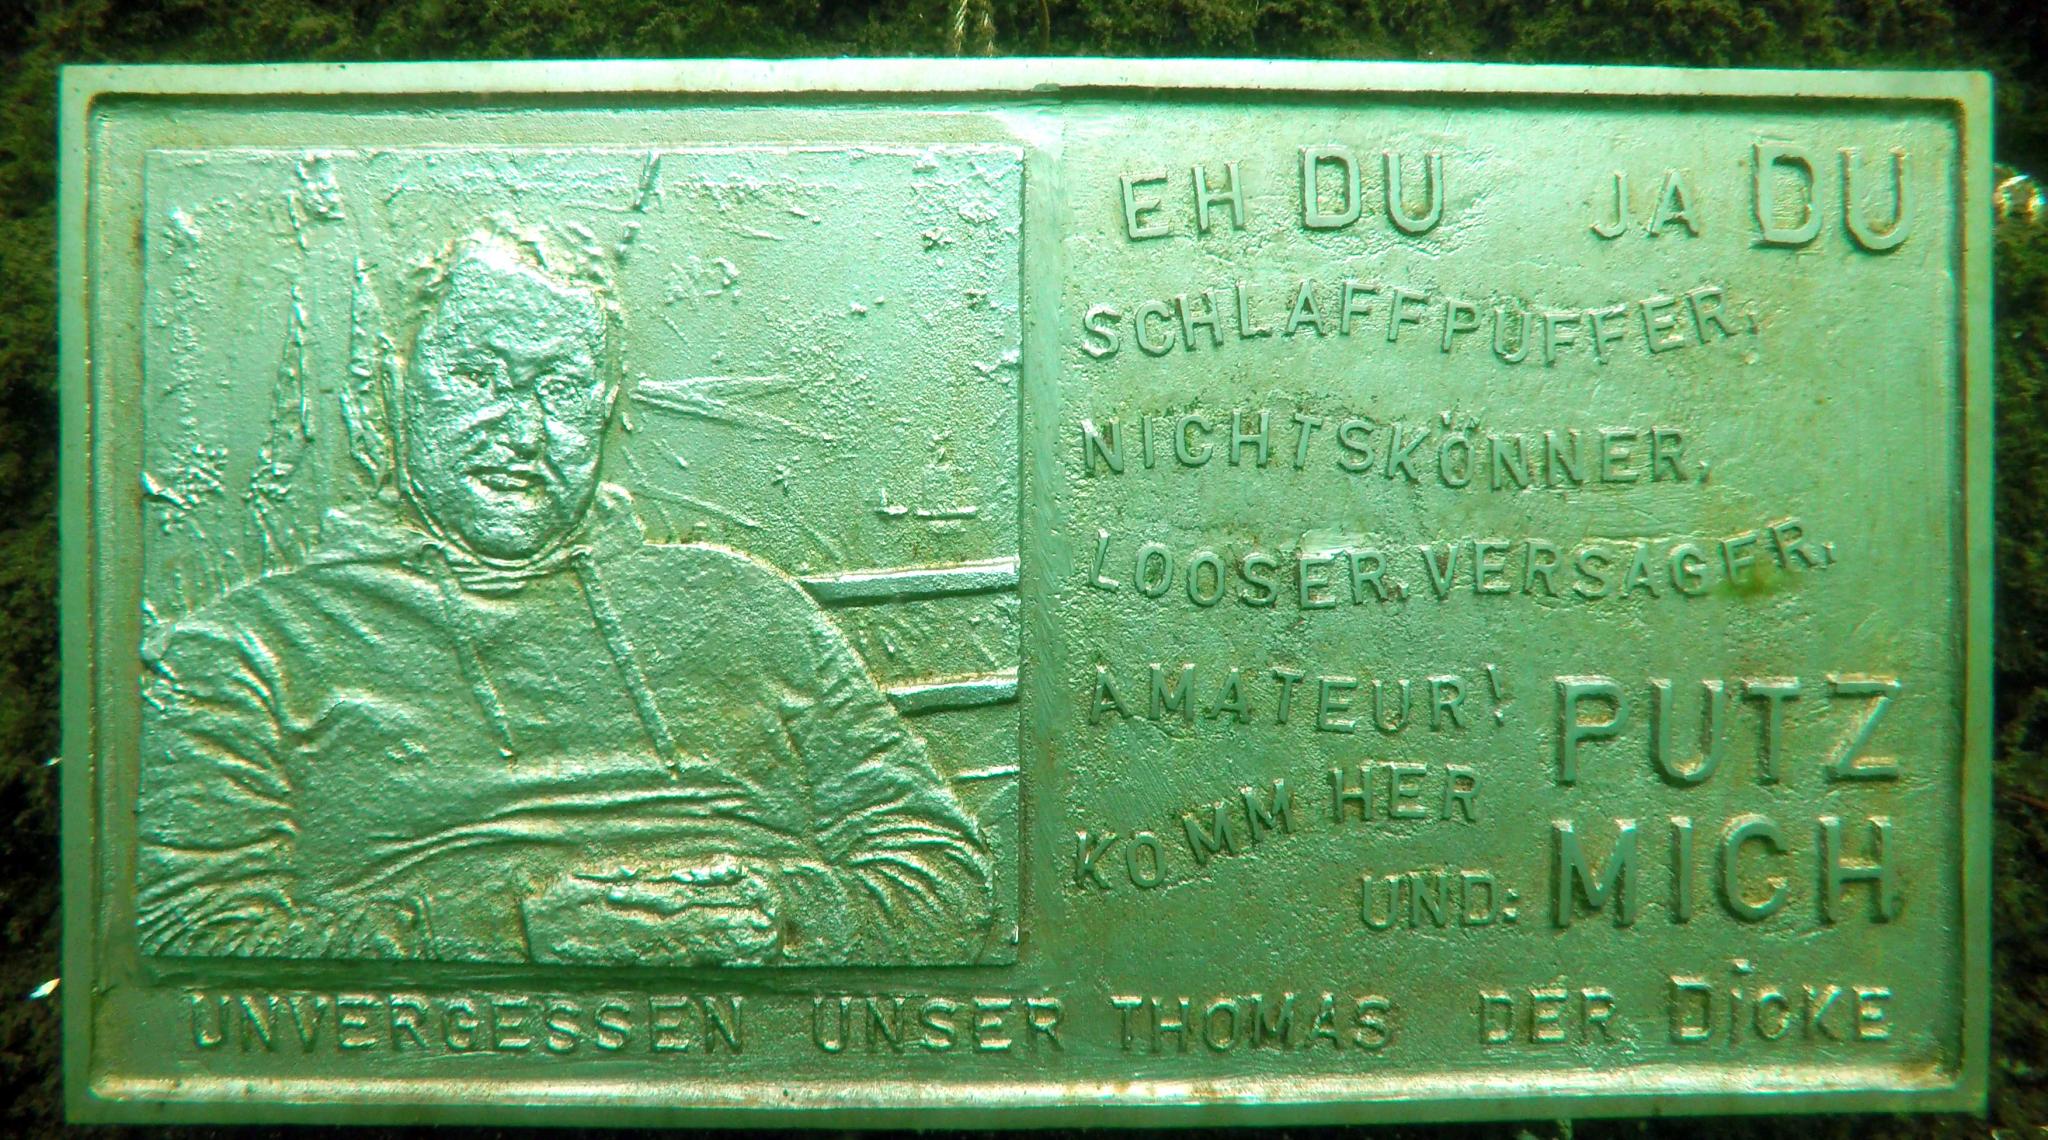 EH DU JA DU
SCHLAFFPUFFER,
NICHTSKÖNNER,
LOOSER, VERSAGER,
AMATEUR!
KOMM HER
UND: PUTZ
MICH
UNVERGESSEN UNSER THOMAS DER DiCKE